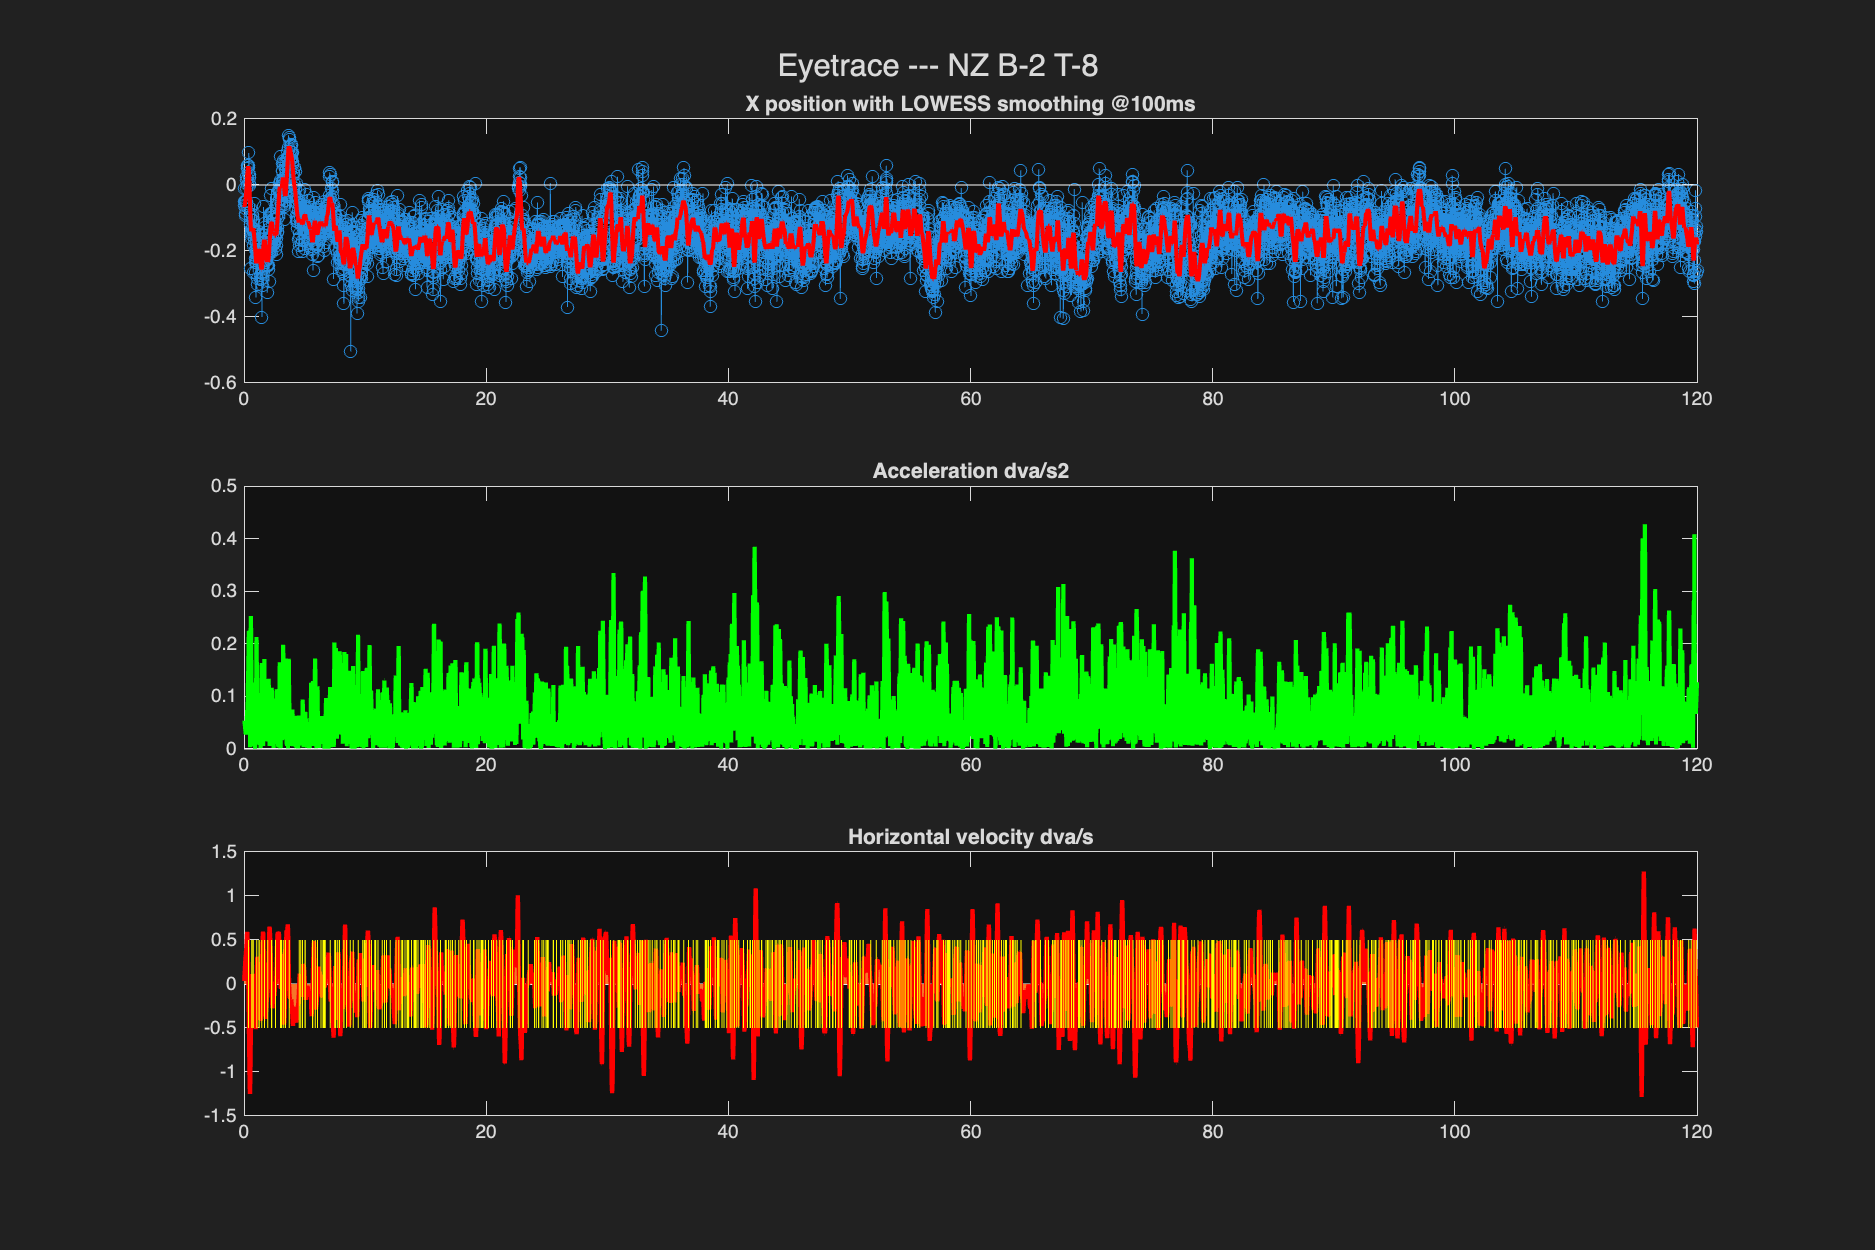 Eyetrace --- NZ B-2 T-8
X position with LOWESS smoothing @100ms
0.2
0
-0.2
-0.4
-0.6
0 20 40 60 80 100 120
Acceleration dva/s2
0.5
0.4
0.3
0.2
0.1
0
0 20 40 60 80 100 120
Horizontal velocity dva/s
1.5
1
0.5
0
-0.5
-1
-1.5
0 20 40 60 80 100 120